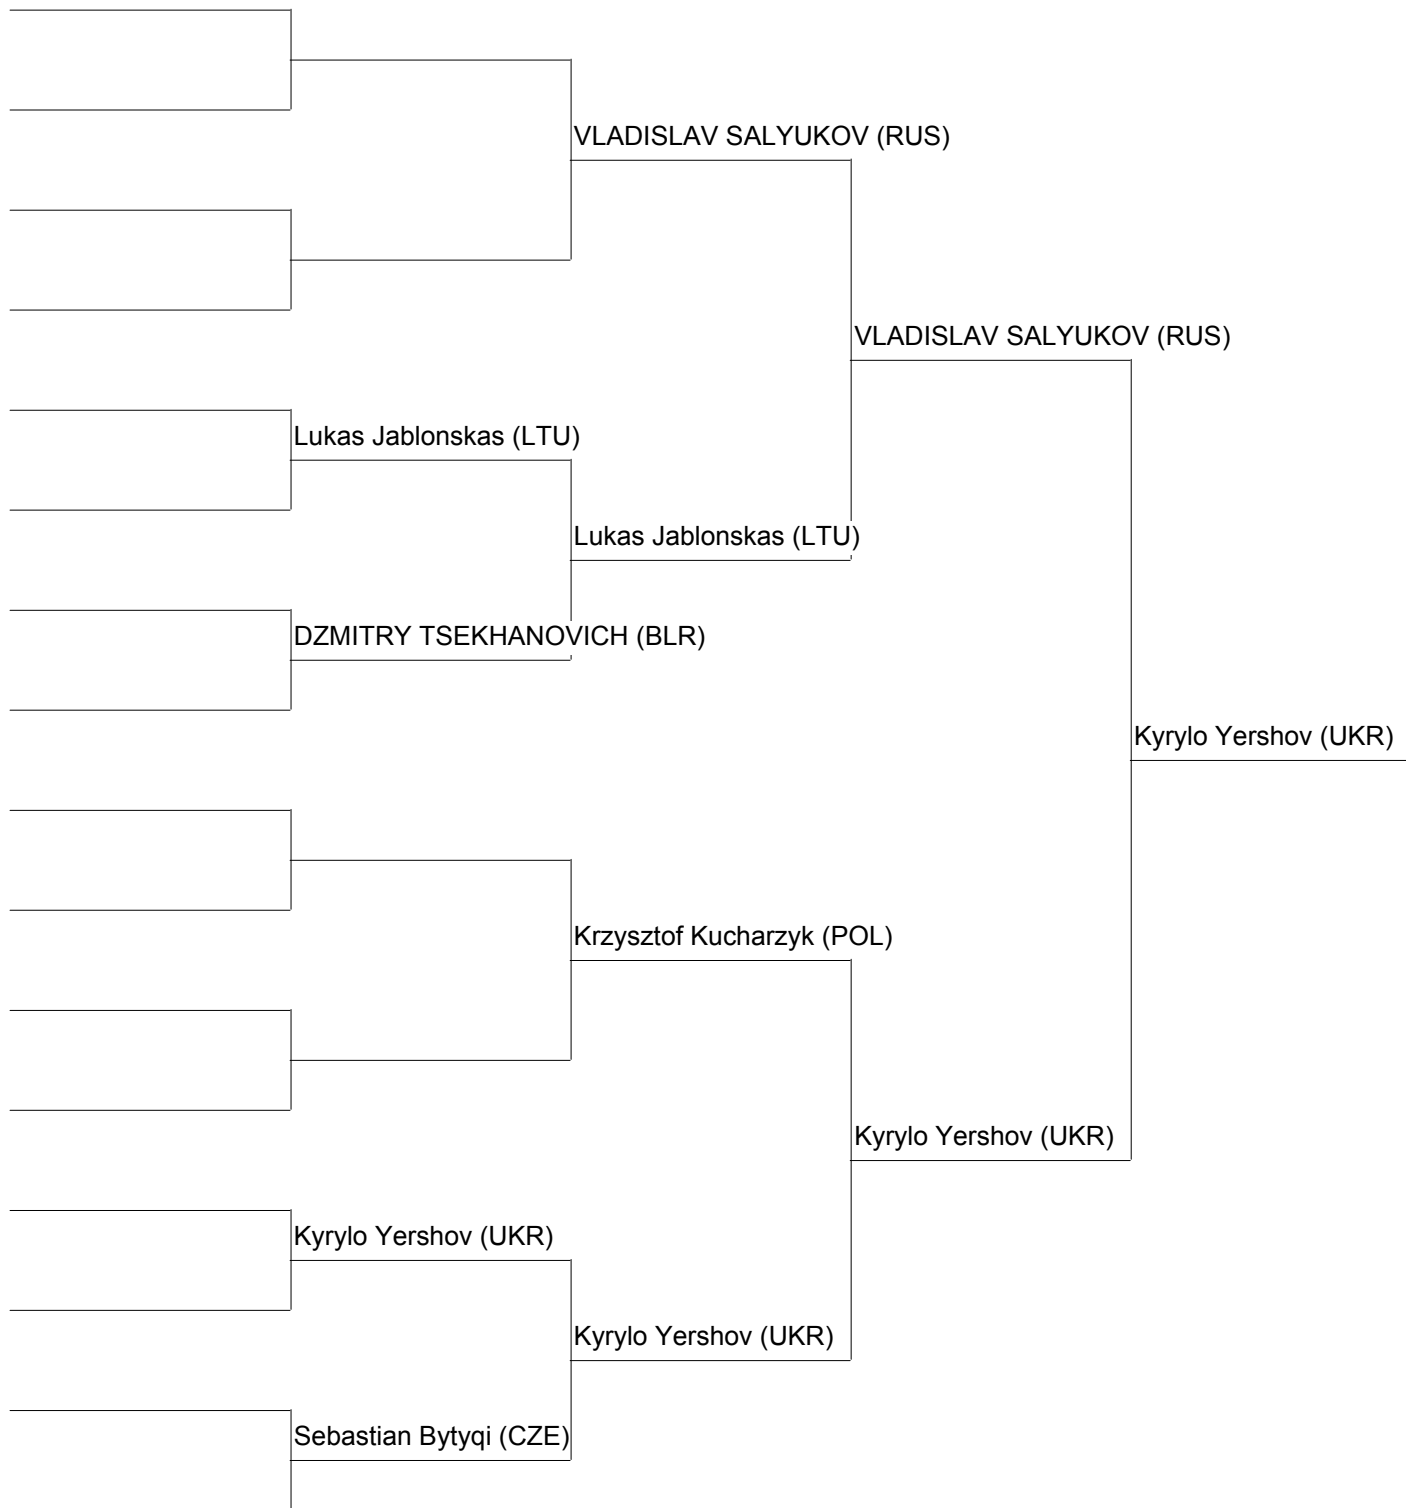 VLADISLAV SALYUKOV (RUS)
VLADISLAV SALYUKOV (RUS)
Lukas Jablonskas (LTU)
Lukas Jablonskas (LTU)
DZMITRY TSEKHANOVICH (BLR)
Kyrylo Yershov (UKR)
Krzysztof Kucharzyk (POL)
Kyrylo Yershov (UKR)
Kyrylo Yershov (UKR)
Kyrylo Yershov (UKR)
Sebastian Bytyqi (CZE)